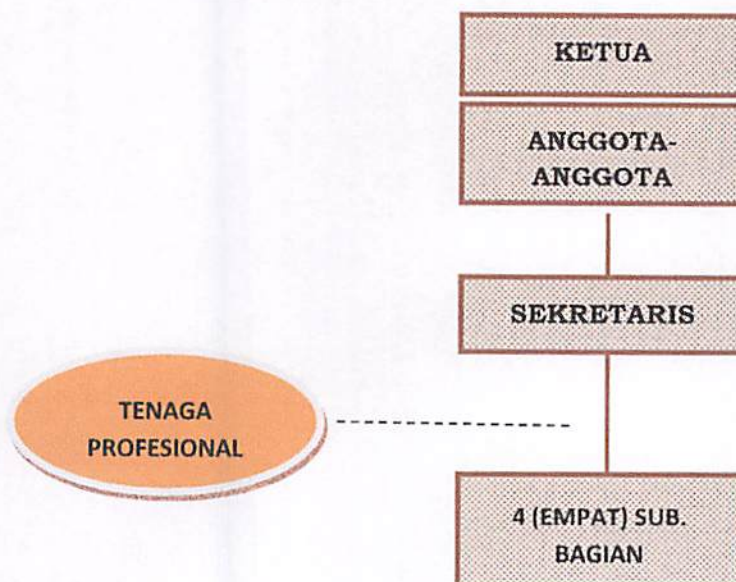 KETUA
ANGGOTA-
ANGGOTA
SEKRETARIS
TENAGA
PROFESIONAL
4 (EMPAT) SUB.
BAGIAN